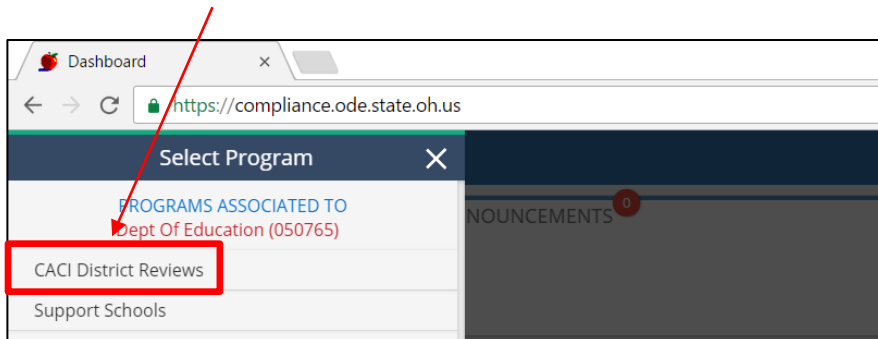 Dashboard
https://compliance.ode.state.oh.us
Select Program
PROGRAMS ASSOCIATED TO
Dept Of Education (050765)
NOUNCEMENTS 0
CACI District Reviews
Support Schools